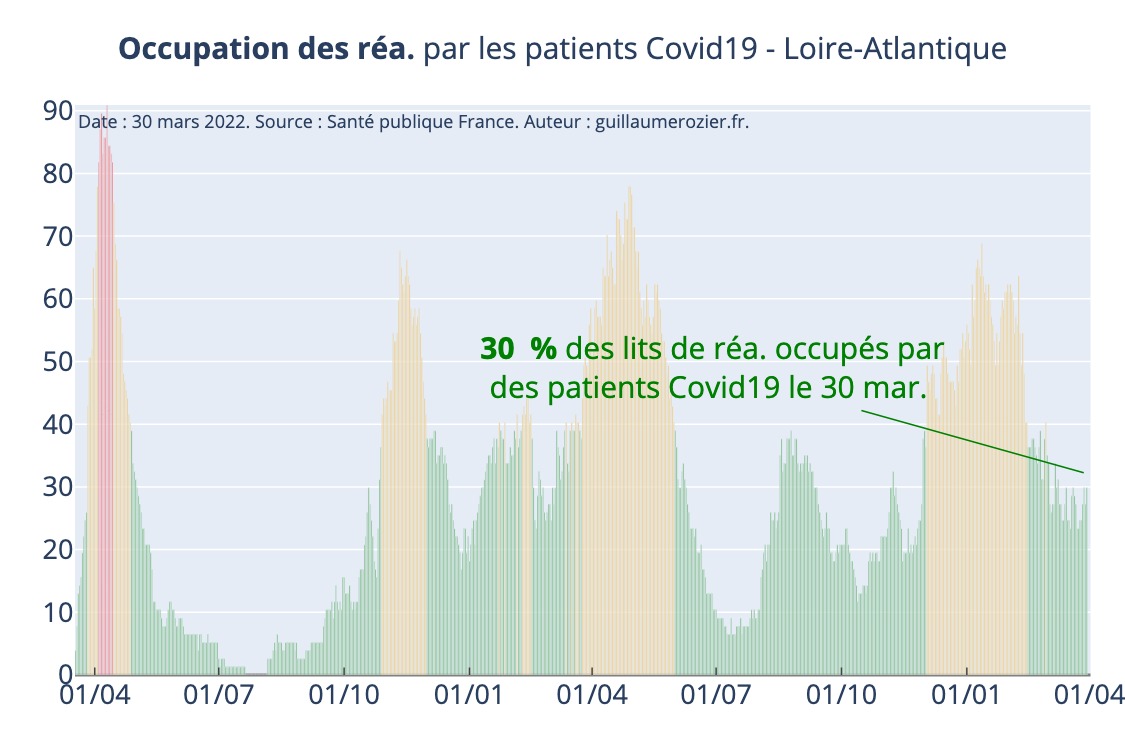 Occupation des réa. par les patients Covid19 - Loire-Atlantique
90
Date : 30 mars 2022. Source : Santé publique France. Auteur : guillaumerozier.fr.
80
70
60
50
30 % des lits de réa. occupés par
des patients Covid19 le 30 mar.
40
30
20
10
0
01/04 01/07 01/10 01/01 01/04 01/07 01/10 01/01 01/04